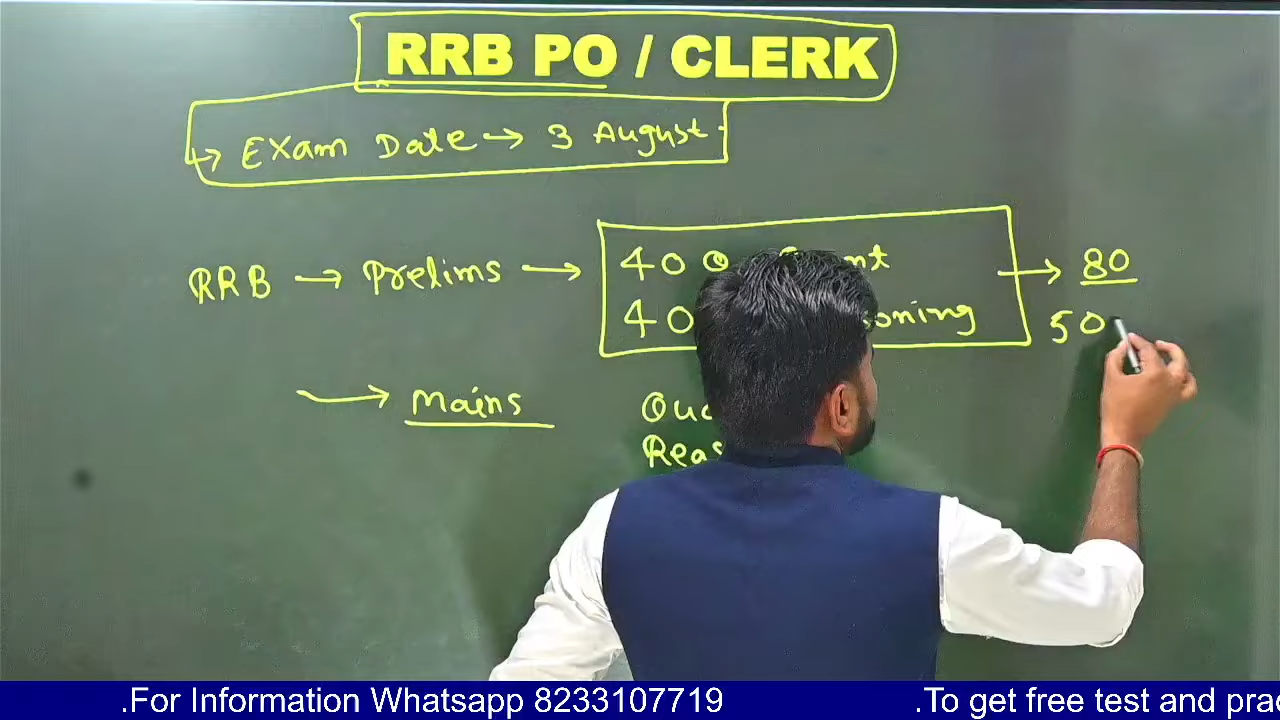 RRB PO / CLERK
→ Exam Date → 3 August
RRB → Prelims → 40
40
→ 80
50
→ Mains
.For Information Whatsapp 8233107719 .To get free test and